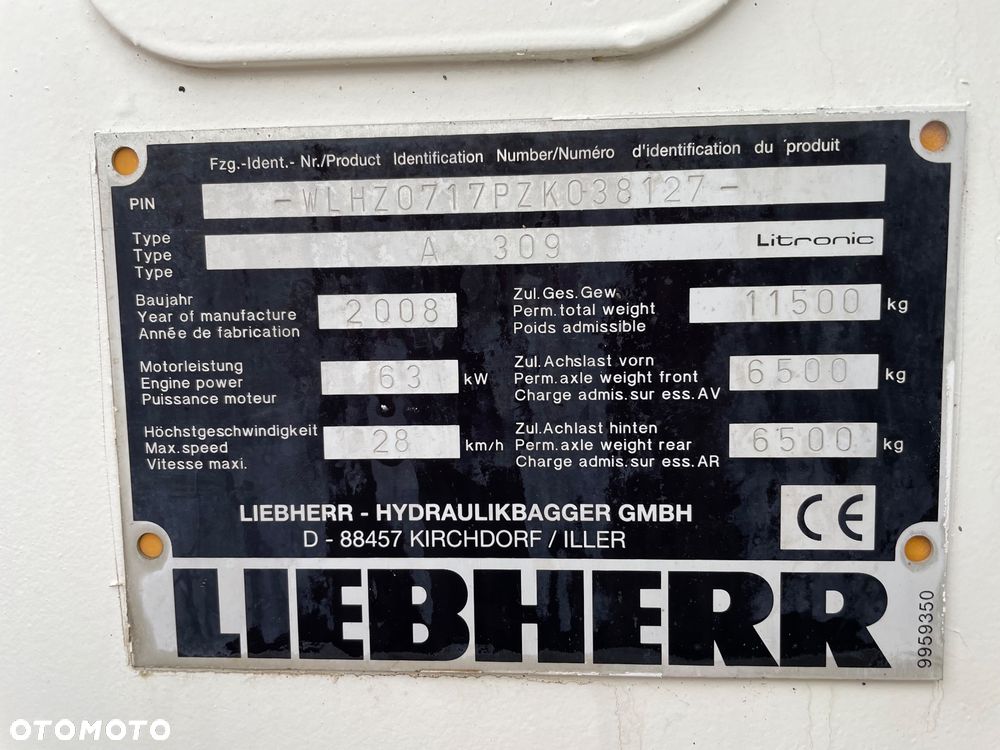 Fzg.-Ident.- Nr./Product Identification Number/Numéro d'identification du produit
PIN -WLHZ0717PZK038127-
Type
Type A 309 Litronic
Type
Baujahr
Year of manufacture 2008
Année de fabrication
Zul.Ges.Gew.
Perm.total weight 11500 kg
Poids admissible
Motorleistung
Engine power 63 kW
Puissance moteur
Zul.Achslast vorn
Perm.axle weight front 6500 kg
Charge admis.sur ess.AV
Höchstgeschwindigkeit
Max.speed 28 km/h
Vitesse maxi.
Zul.Achlast hinten
Perm.axle weight rear 6500 kg
Charge admis.sur ess.AR
LIEBHERR - HYDRAULIKBAGGER GMBH
D - 88457 KIRCHDORF / ILLER
CE
LIEBHERR
9959350
OTOMOTO